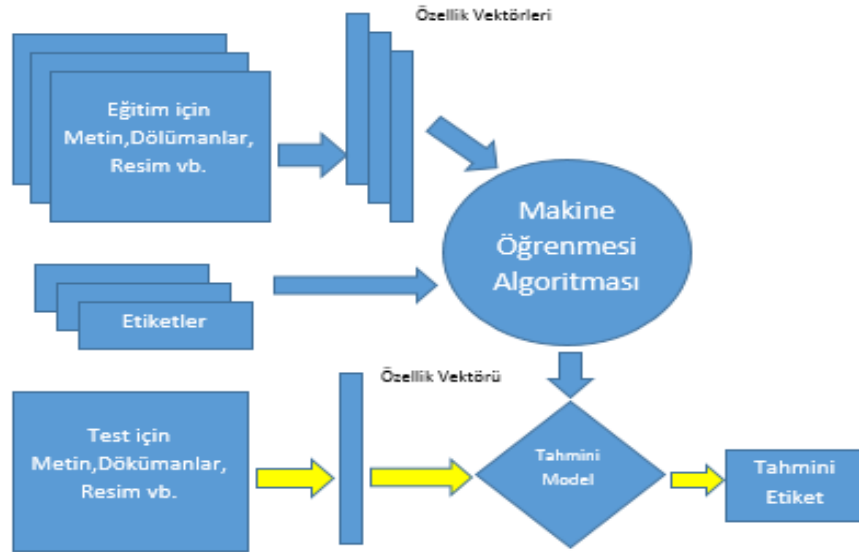 Özellik Vektörleri
Eğitim için
Metin,Dölümanlar,
Resim vb.
Makine
Öğrenmesi
Algoritması
Etiketler
Özellik Vektörü
Test için
Metin,Dökümanlar,
Resim vb.
Tahmini
Model
Tahmini
Etiket